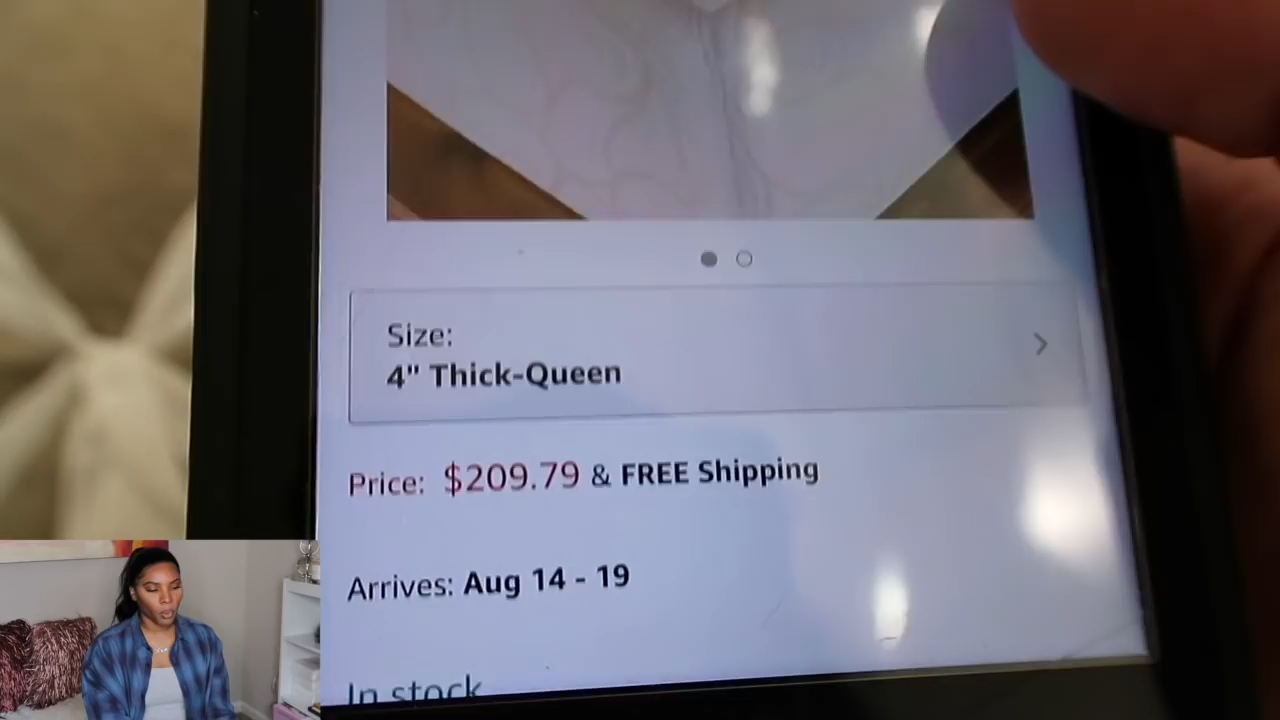 Size:
4" Thick-Queen
Price: $209.79 & FREE Shipping
Arrives: Aug 14 - 19
In stock